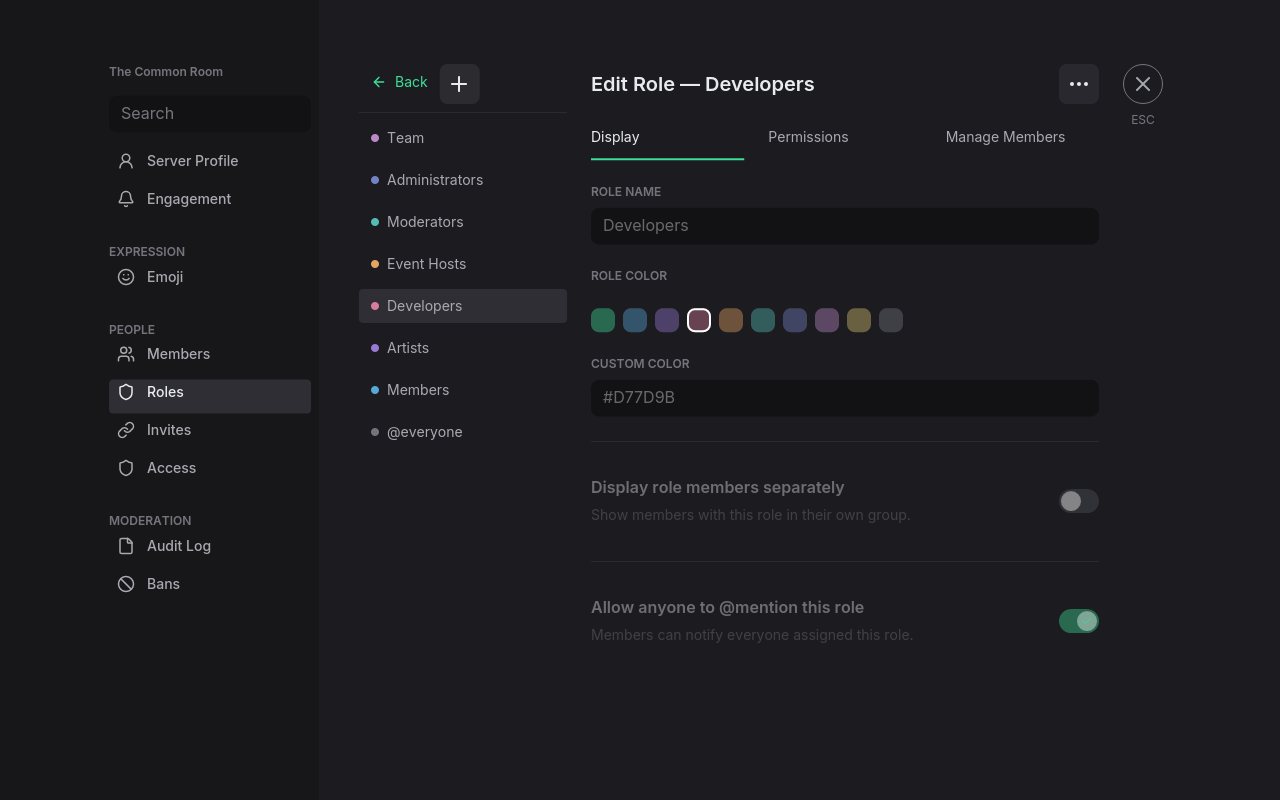 The Common Room
Search
Server Profile
Engagement
EXPRESSION
Emoji
PEOPLE
Members
Roles
Invites
Access
MODERATION
Audit Log
Bans
Back
Team
Administrators
Moderators
Event Hosts
Developers
Artists
Members
@everyone
Edit Role — Developers
ESC
Display
Permissions
Manage Members
ROLE NAME
Developers
ROLE COLOR
CUSTOM COLOR
#D77D9B
Display role members separately
Show members with this role in their own group.
Allow anyone to @mention this role
Members can notify everyone assigned this role.